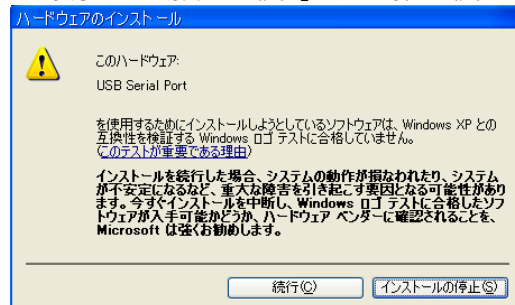 ハードウェアのインストール
このハードウェア:
USB Serial Port
を使用するためにインストールしようとしているソフトウェアは、Windows XP との
互換性を検証する Windows ロゴ テストに合格していません。
(このテストが重要である理由)
インストールを続行した場合、システムの動作が損なわれたり、システム
が不安定になるなど、重大な障害を引き起こす要因となる可能性があり
ます。今すぐインストールを中断し、Windows ロゴ テストに合格したソフ
トウェアが入手可能かどうか、ハードウェア ベンダーに確認されることを、
Microsoft は強くお勧めします。
続行(C)
インストールの停止(S)